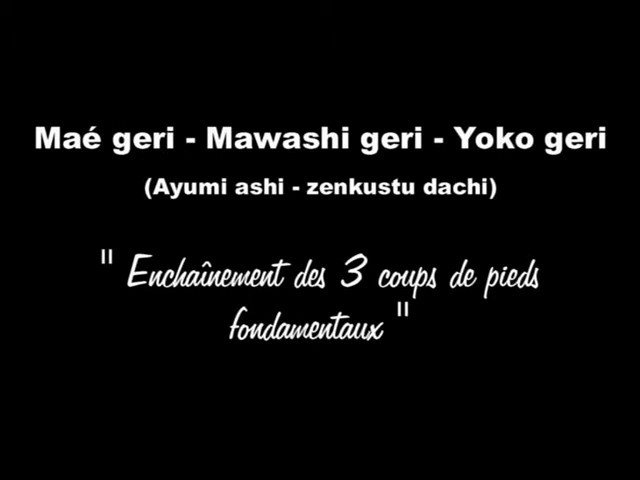 Maé geri - Mawashi geri - Yoko geri
(Ayumi ashi - zenkustu dachi)
" Enchaînement des 3 coups de pieds
fondamentaux "